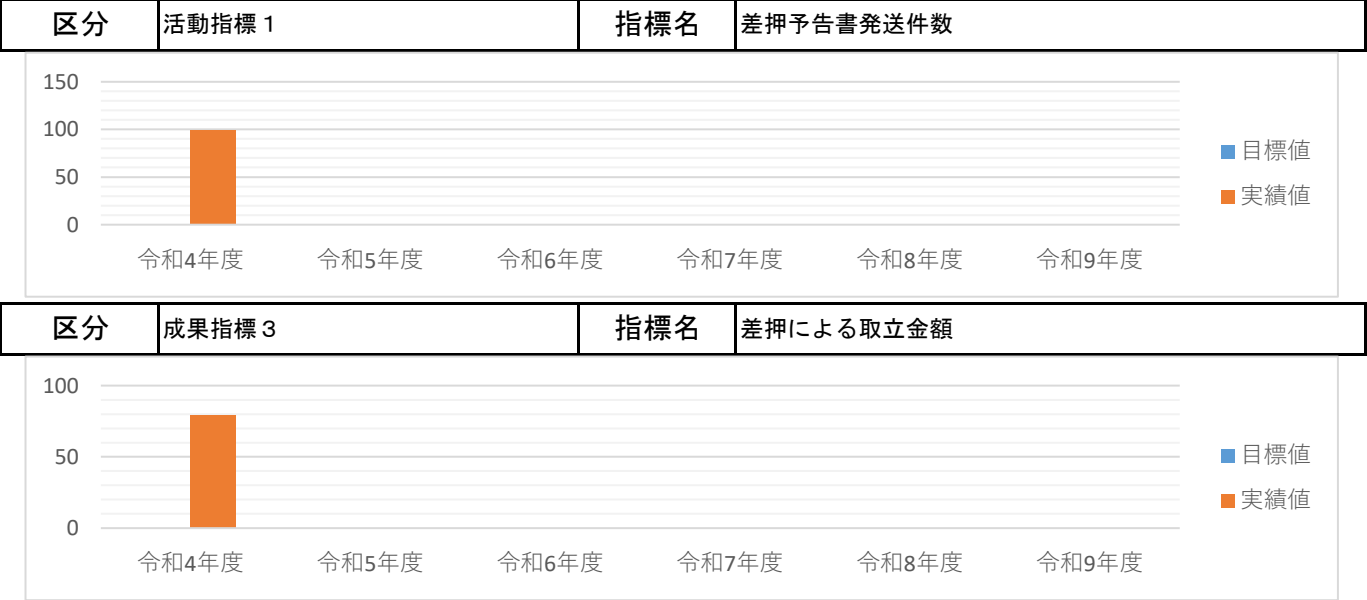 区分 活動指標１ 指標名 差押予告書発送件数
150
100
50
0
令和4年度 令和5年度 令和6年度 令和7年度 令和8年度 令和9年度
目標値
実績値
区分 成果指標３ 指標名 差押による取立金額
100
50
0
令和4年度 令和5年度 令和6年度 令和7年度 令和8年度 令和9年度
目標値
実績値